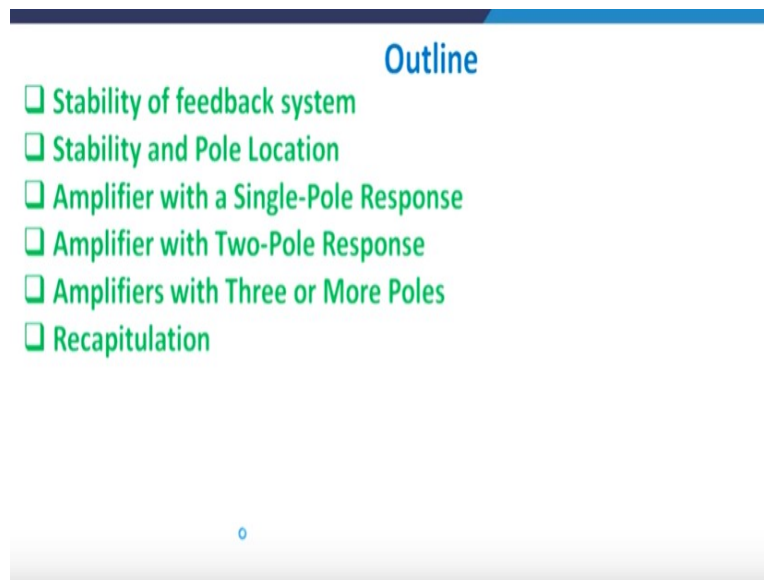 Outline
Stability of feedback system
Stability and Pole Location
Amplifier with a Single-Pole Response
Amplifier with Two-Pole Response
Amplifiers with Three or More Poles
Recapitulation